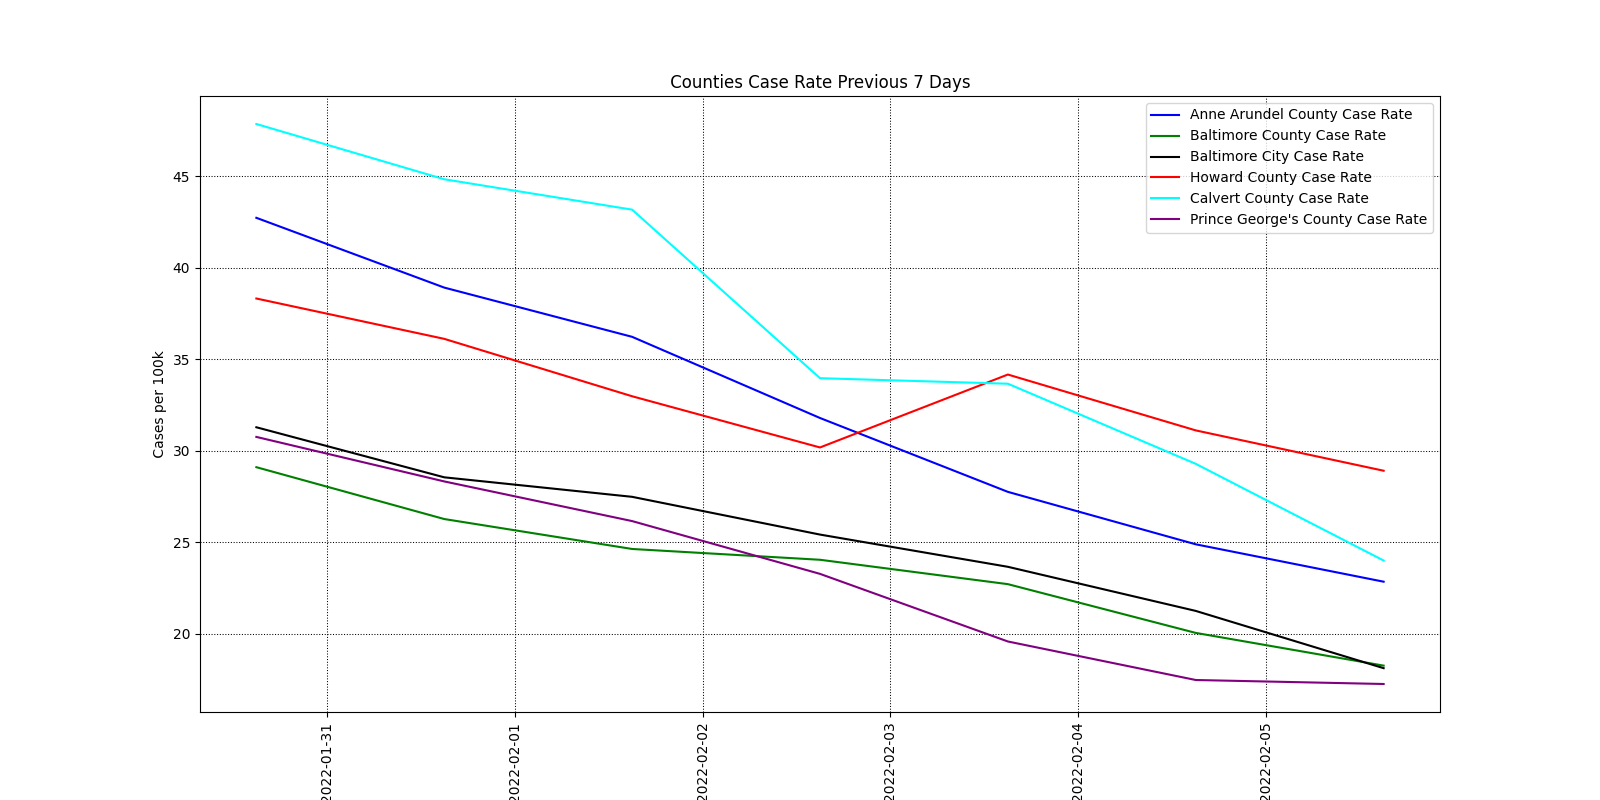 Counties Case Rate Previous 7 Days
Anne Arundel County Case Rate
Baltimore County Case Rate
Baltimore City Case Rate
Howard County Case Rate
Calvert County Case Rate
Prince George's County Case Rate
Cases per 100k
45
40
35
30
25
20
2022-01-31
2022-02-01
2022-02-02
2022-02-03
2022-02-04
2022-02-05